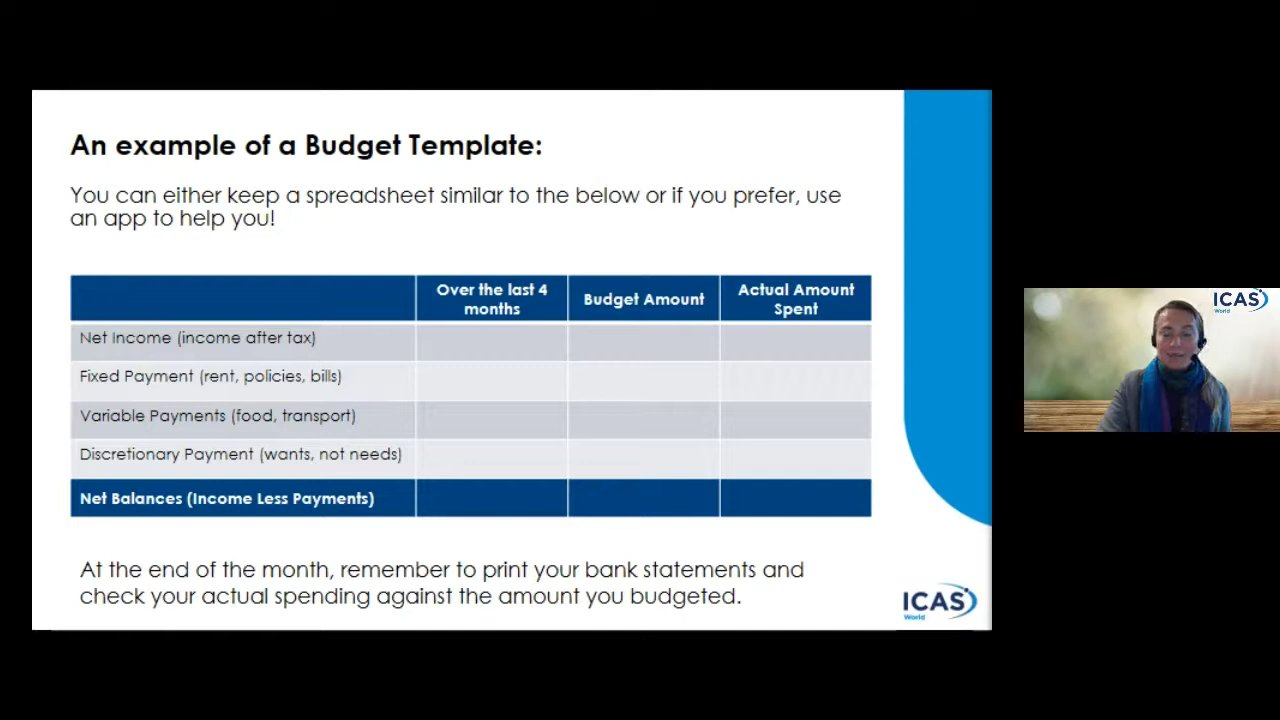 An example of a Budget Template:
You can either keep a spreadsheet similar to the below or if you prefer, use
an app to help you!
Over the last 4
months
Budget Amount
Actual Amount
Spent
Net Income (income after tax)
Fixed Payment (rent, policies, bills)
Variable Payments (food, transport)
Discretionary Payment (wants, not needs)
Net Balances (Income Less Payments)
At the end of the month, remember to print your bank statements and
check your actual spending against the amount you budgeted.
ICAS
World
ICAS
World